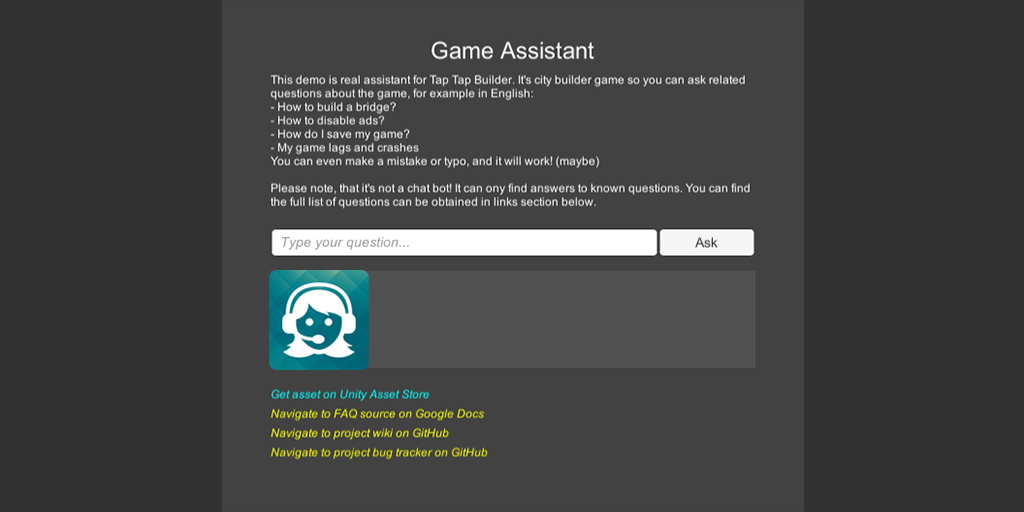 Game Assistant
This demo is real assistant for Tap Tap Builder. It's city builder game so you can ask related
questions about the game, for example in English:
- How to build a bridge?
- How to disable ads?
- How do I save my game?
- My game lags and crashes
You can even make a mistake or typo, and it will work! (maybe)
Please note, that it's not a chat bot! It can ony find answers to known questions. You can find
the full list of questions can be obtained in links section below.
Type your question...
Ask
Get asset on Unity Asset Store
Navigate to FAQ source on Google Docs
Navigate to project wiki on GitHub
Navigate to project bug tracker on GitHub